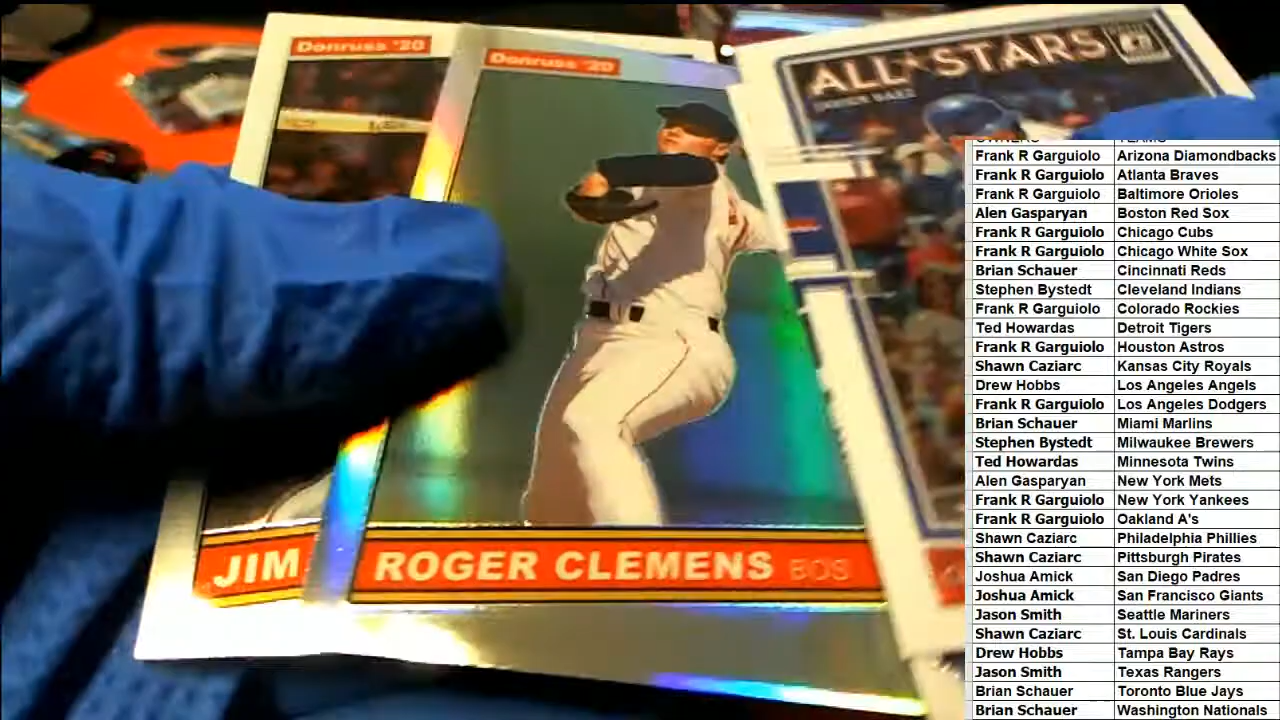 Donruss '20
Donruss '20
ALL★STARS
JIM
ROGER CLEMENS BOS
OWNERS TEAMS
Frank R Garguiolo Arizona Diamondbacks
Frank R Garguiolo Atlanta Braves
Frank R Garguiolo Baltimore Orioles
Alen Gasparyan Boston Red Sox
Frank R Garguiolo Chicago Cubs
Frank R Garguiolo Chicago White Sox
Brian Schauer Cincinnati Reds
Stephen Bystedt Cleveland Indians
Frank R Garguiolo Colorado Rockies
Ted Howardas Detroit Tigers
Frank R Garguiolo Houston Astros
Shawn Caziarc Kansas City Royals
Drew Hobbs Los Angeles Angels
Frank R Garguiolo Los Angeles Dodgers
Brian Schauer Miami Marlins
Stephen Bystedt Milwaukee Brewers
Ted Howardas Minnesota Twins
Alen Gasparyan New York Mets
Frank R Garguiolo New York Yankees
Frank R Garguiolo Oakland A's
Shawn Caziarc Philadelphia Phillies
Shawn Caziarc Pittsburgh Pirates
Joshua Amick San Diego Padres
Joshua Amick San Francisco Giants
Jason Smith Seattle Mariners
Shawn Caziarc St. Louis Cardinals
Drew Hobbs Tampa Bay Rays
Jason Smith Texas Rangers
Brian Schauer Toronto Blue Jays
Brian Schauer Washington Nationals